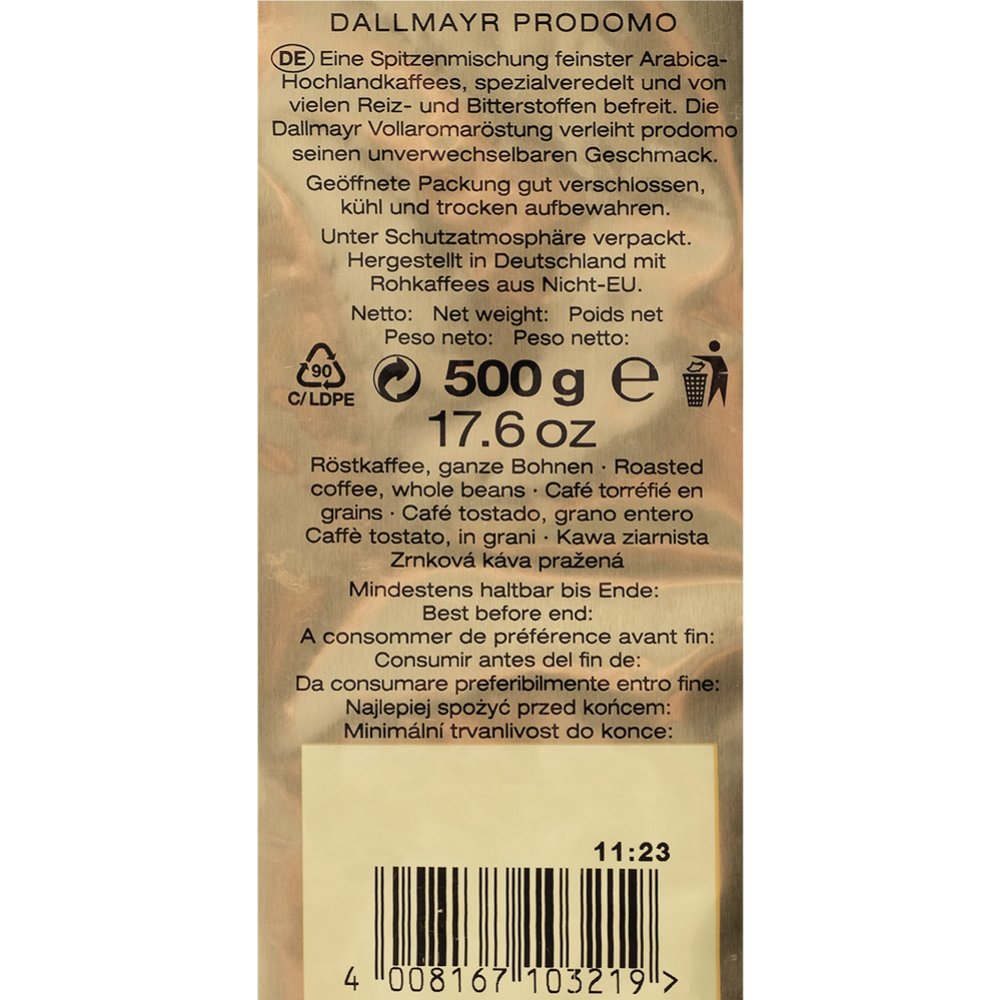 DALLMAYR PRODOMO
DE Eine Spitzenmischung feinster Arabica-
Hochlandkaffees, spezialveredelt und von
vielen Reiz- und Bitterstoffen befreit. Die
Dallmayr Vollaromaröstung verleiht prodomo
seinen unverwechselbaren Geschmack.
Geöffnete Packung gut verschlossen,
kühl und trocken aufbewahren.
Unter Schutzatmosphäre verpackt.
Hergestellt in Deutschland mit
Rohkaffees aus Nicht-EU.
Netto: Net weight: Poids net
Peso neto: Peso netto:
90
C/LDPE
500 g ℮
17.6 oz
Röstkaffee, ganze Bohnen · Roasted
coffee, whole beans · Café torréfié en
grains · Café tostado, grano entero
Caffè tostato, in grani · Kawa ziarnista
Zrnková káva pražená
Mindestens haltbar bis Ende:
Best before end:
A consommer de préférence avant fin:
Consumir antes del fin de:
Da consumare preferibilmente entro fine:
Najlepiej spożyć przed końcem:
Minimální trvanlivost do konce:
11:23
4 008167 103219 >